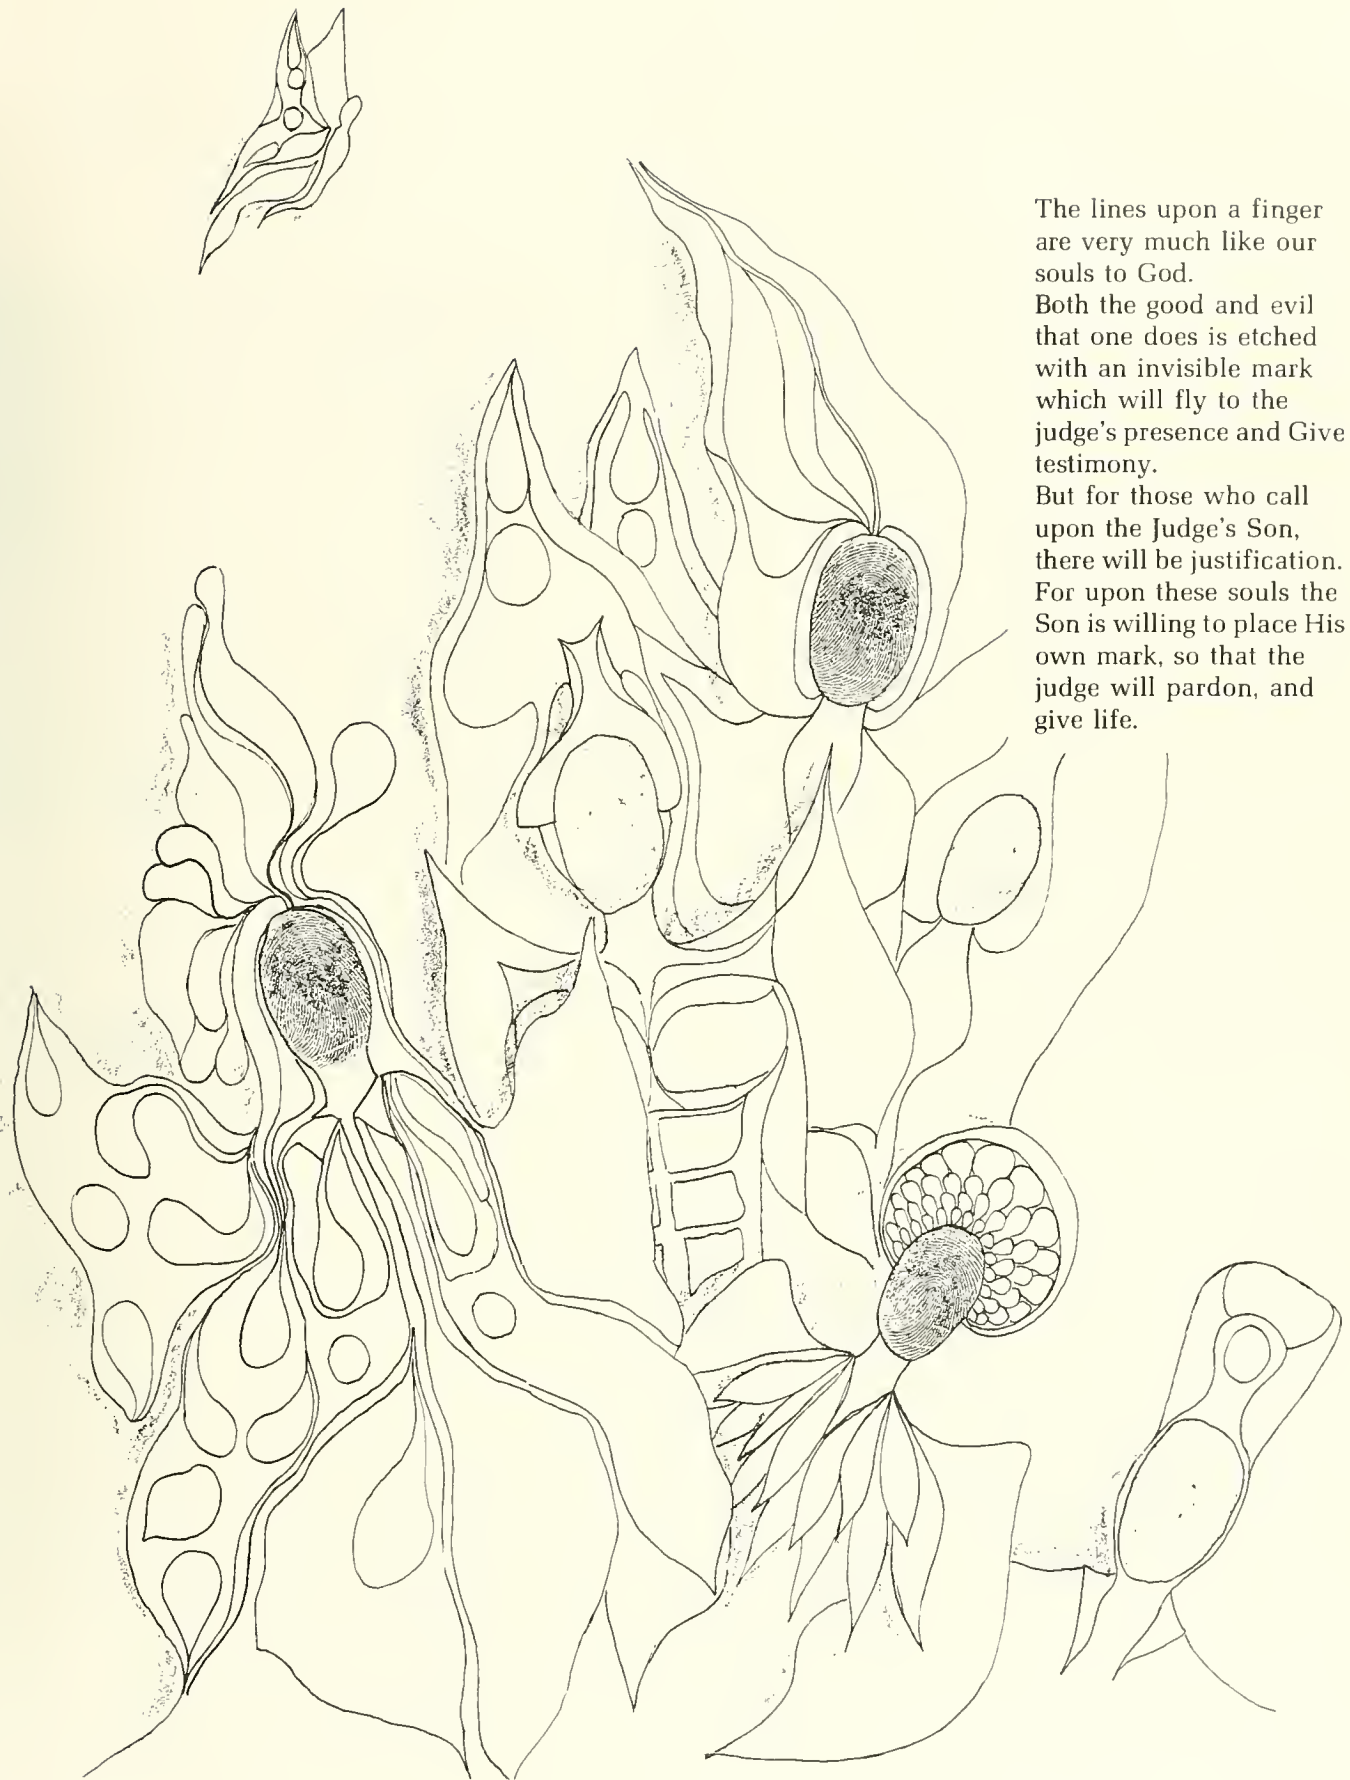 The lines upon a finger
are very much like our
souls to God.
Both the good and evil
that one does is etched
with an invisible mark
which will fly to the
judge's presence and Give
testimony.
But for those who call
upon the Judge's Son,
there will be justification.
For upon these souls the
Son is willing to place His
own mark, so that the
judge will pardon, and
give life.